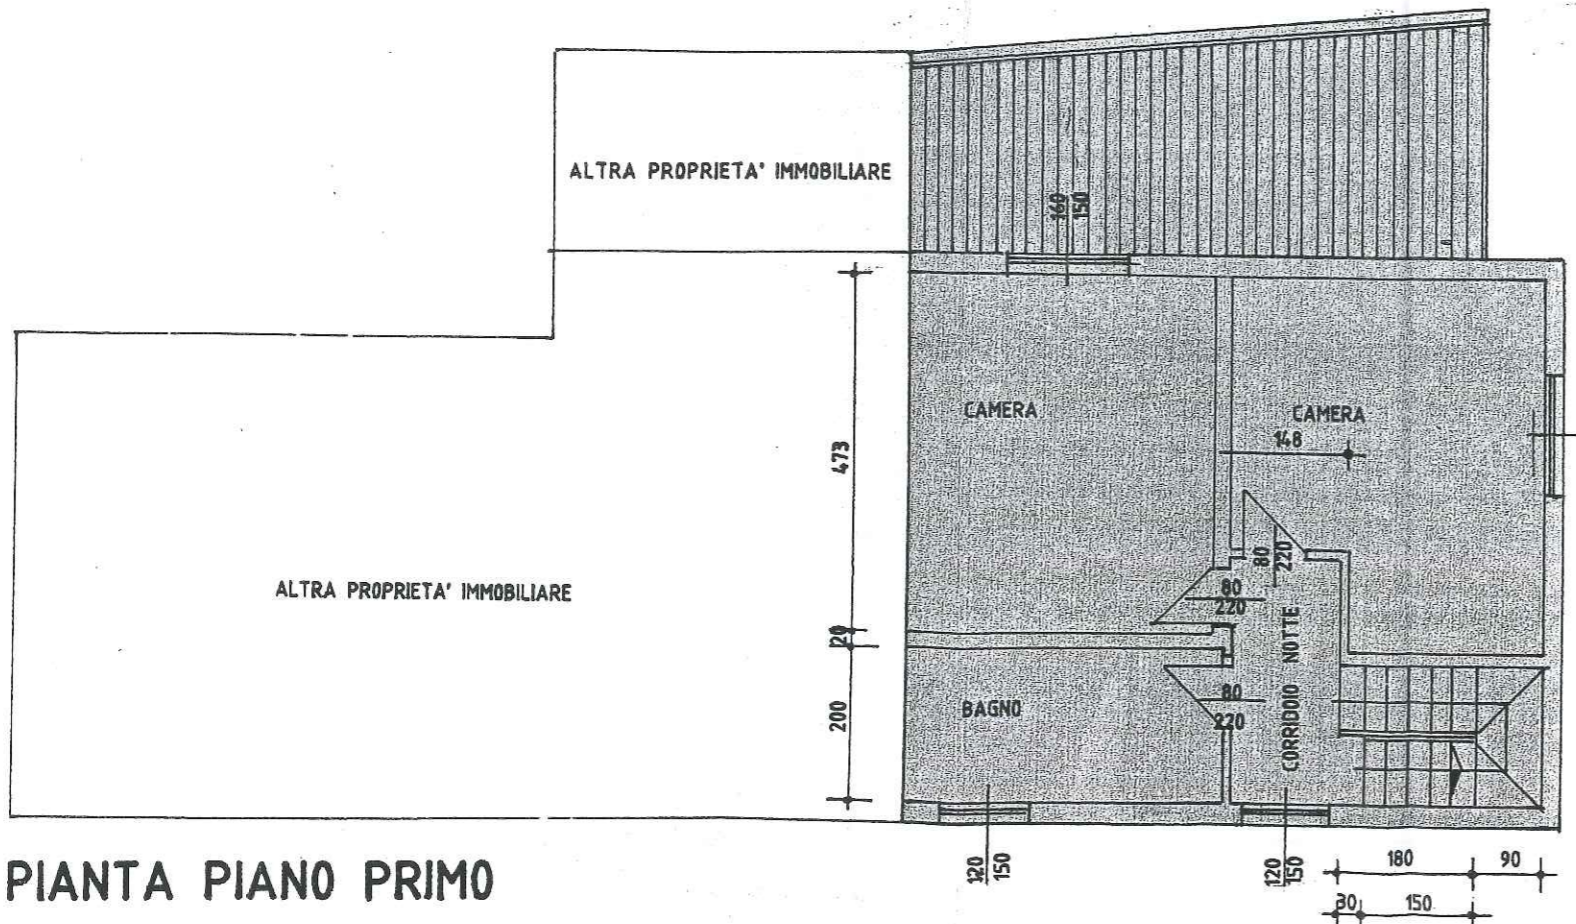 ALTRA PROPRIETA' IMMOBILIARE
160
150
CAMERA
CAMERA
148
473
80
220
80
220
ALTRA PROPRIETA' IMMOBILIARE
20
200
BAGNO
80
220
CORRIDOIO NOTTE
PIANTA PIANO PRIMO
120
150
120
150
180
90
30
150